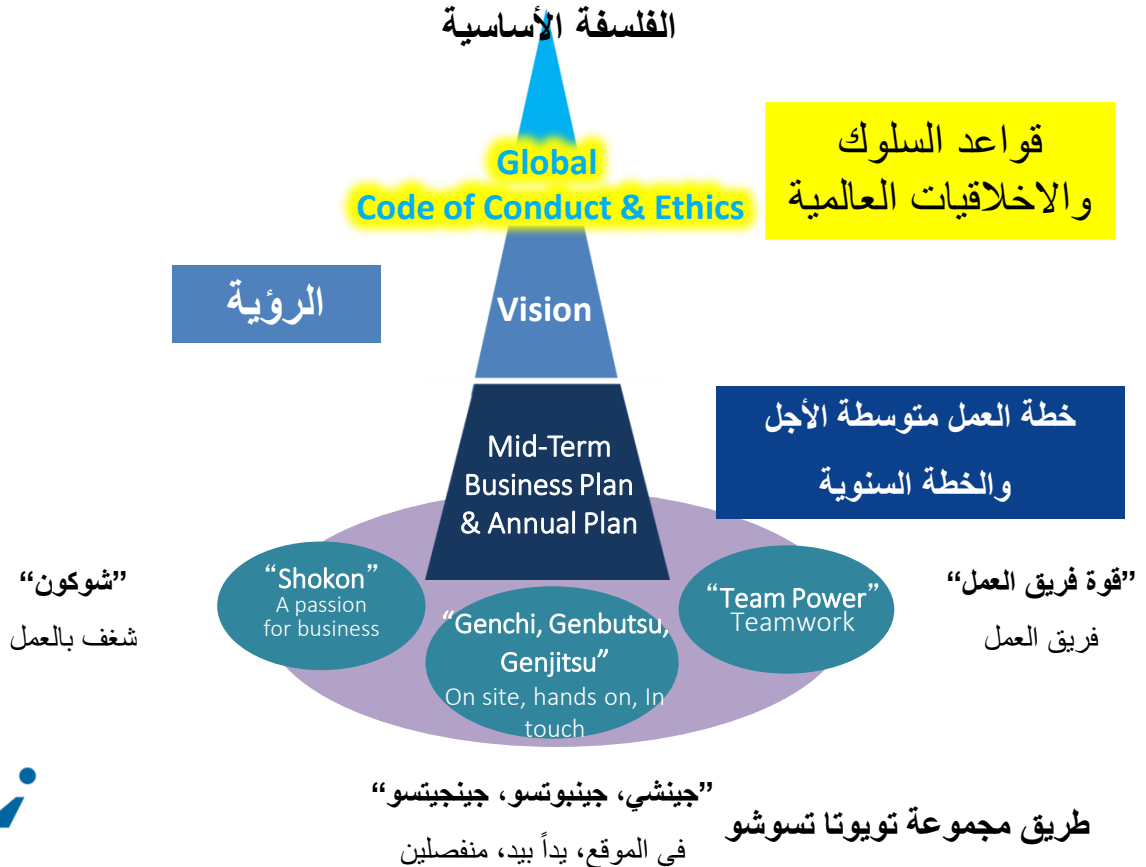 الفلسفة الأساسية
Global
Code of Conduct & Ethics
قواعد السلوك
والاخلاقيات العالمية
الرؤية
Vision
Mid-Term
Business Plan
& Annual Plan
خطة العمل متوسطة الأجل
والخطة السنوية
”شوكون“
شغف بالعمل
“Shokon”
A passion
for business
“Genchi, Genbutsu,
Genjitsu”
On site, hands on, In
touch
“Team Power”
Teamwork
”قوة فريق العمل“
فريق العمل
”جينشي، جينبوتسو، جينجيتسو“
في الموقع، يداً بيد، منفصلين
طريق مجموعة تويوتا تسوشو